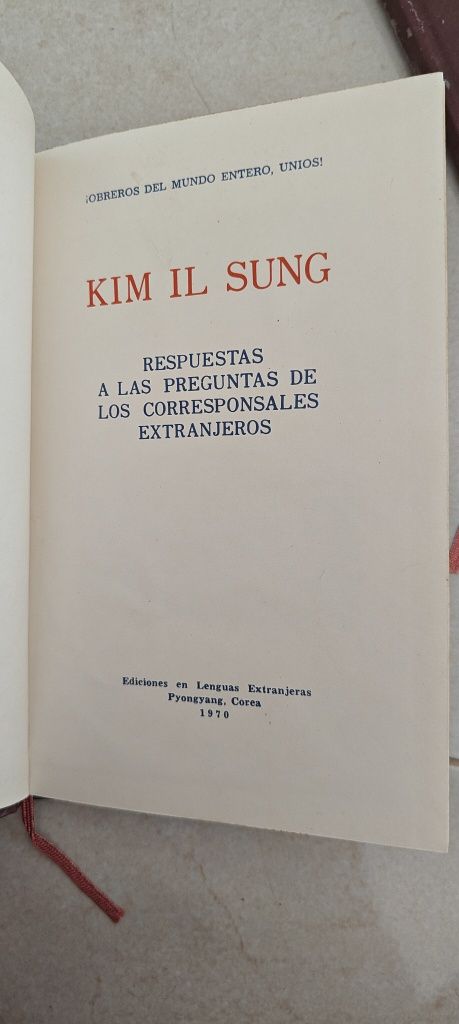 ¡OBREROS DEL MUNDO ENTERO, UNIOS!
KIM IL SUNG
RESPUESTAS
A LAS PREGUNTAS DE
LOS CORRESPONSALES
EXTRANJEROS
Ediciones en Lenguas Extranjeras
Pyongyang, Corea
1970